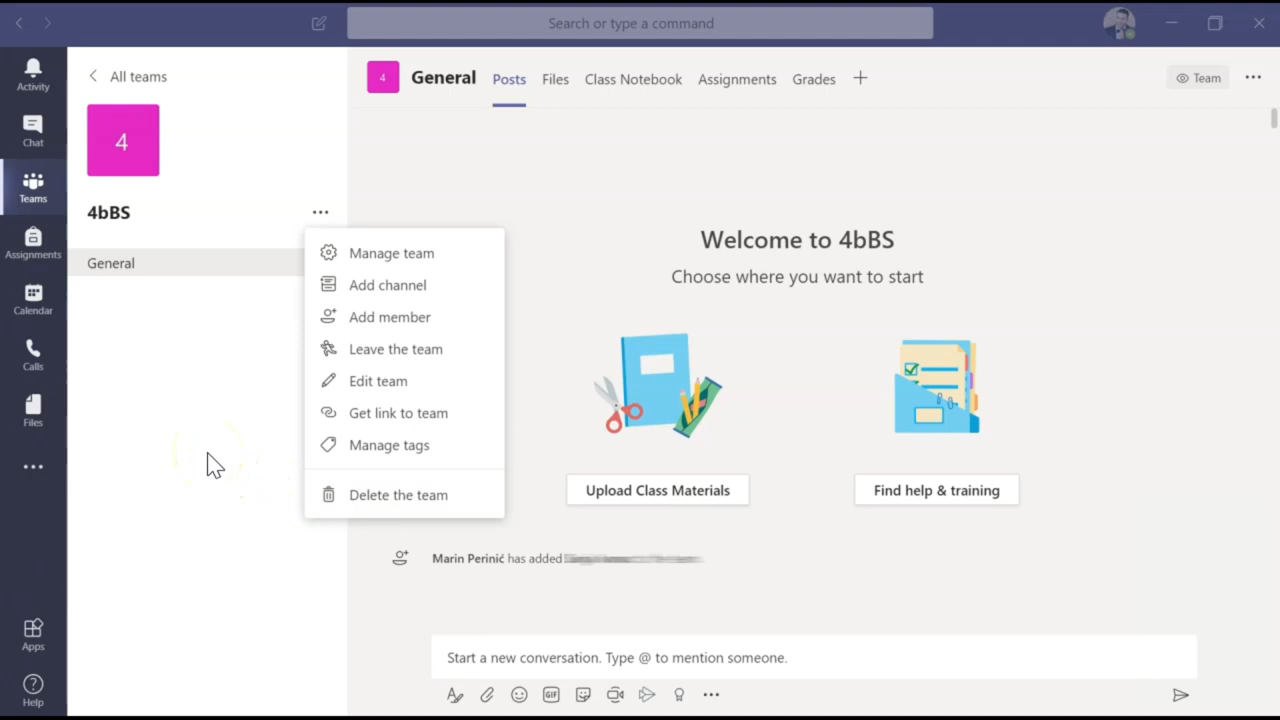 Search or type a command
Activity
Chat
Teams
Assignments
Calendar
Calls
Files
Apps
Help
All teams
4
4bBS
General
Manage team
Add channel
Add member
Leave the team
Edit team
Get link to team
Manage tags
Delete the team
4 General Posts Files Class Notebook Assignments Grades Team
Welcome to 4bBS
Choose where you want to start
Upload Class Materials Find help & training
Marin Perinić has added
Start a new conversation. Type @ to mention someone.
GIF